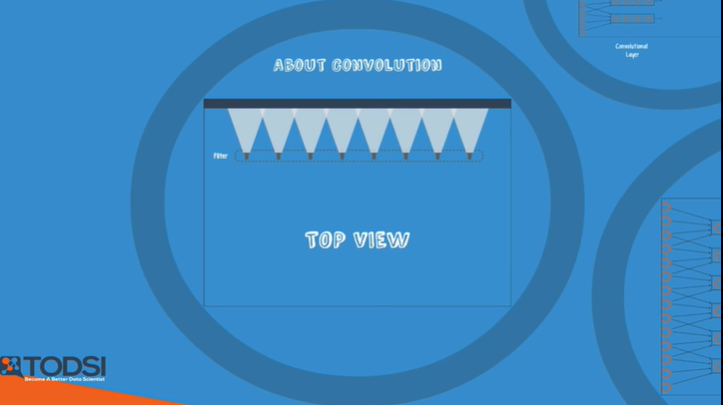 ABOUT CONVOLUTION
Convolutional
Layer
Filter
TOP VIEW
TODSI
Become A Better Data Scientist